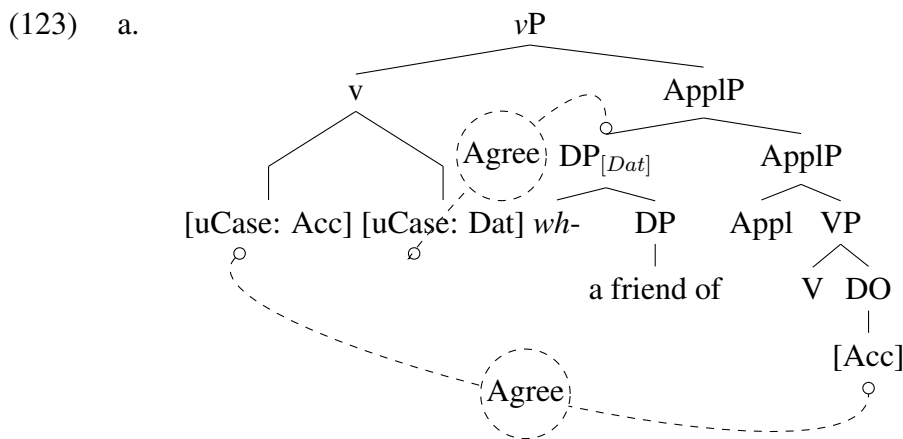 (123) a. vP
v ApplP
Agree DP[Dat] ApplP
[uCase: Acc] [uCase: Dat] wh- DP Appl VP
a friend of V DO
[Acc]
Agree